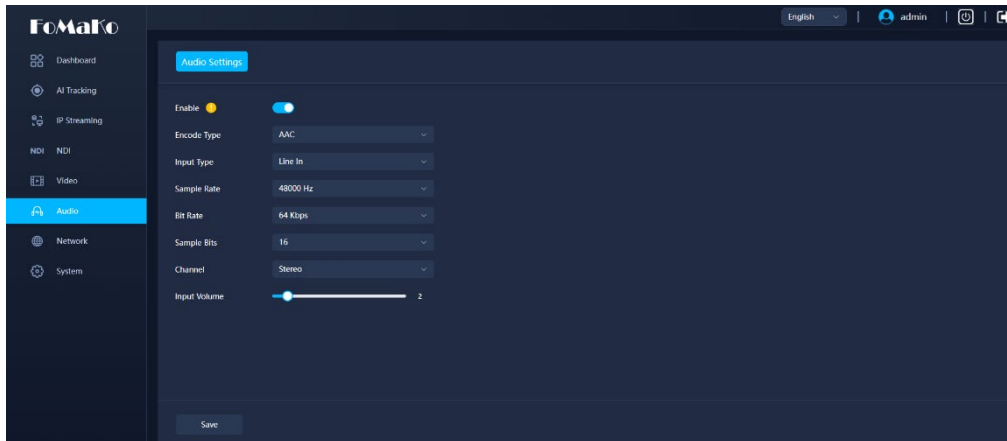 FoMaKo
English
admin
Dashboard
AI Tracking
IP Streaming
NDI NDI
Video
Audio
Network
System
Audio Settings
Enable
Encode Type AAC
Input Type Line In
Sample Rate 48000 Hz
Bit Rate 64 Kbps
Sample Bits 16
Channel Stereo
Input Volume 2
Save